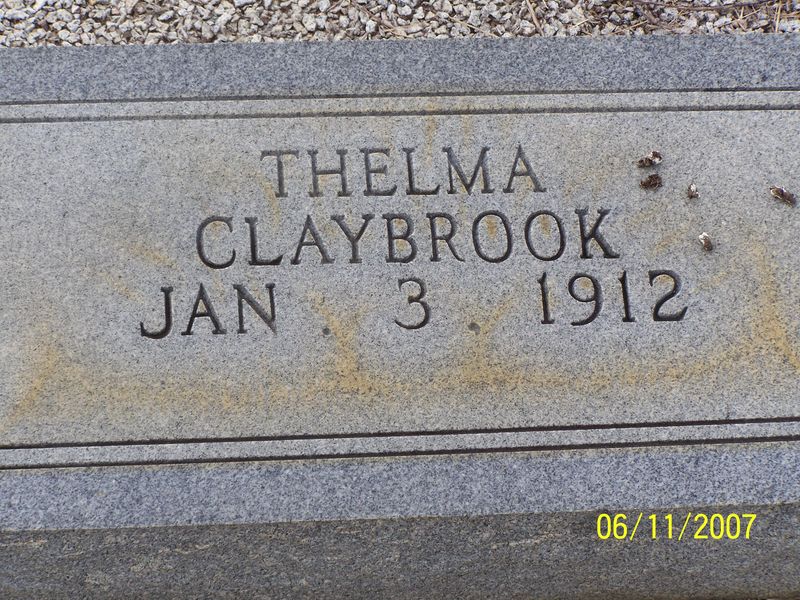 THELMA
CLAYBROOK
JAN 3 1912
06/11/2007